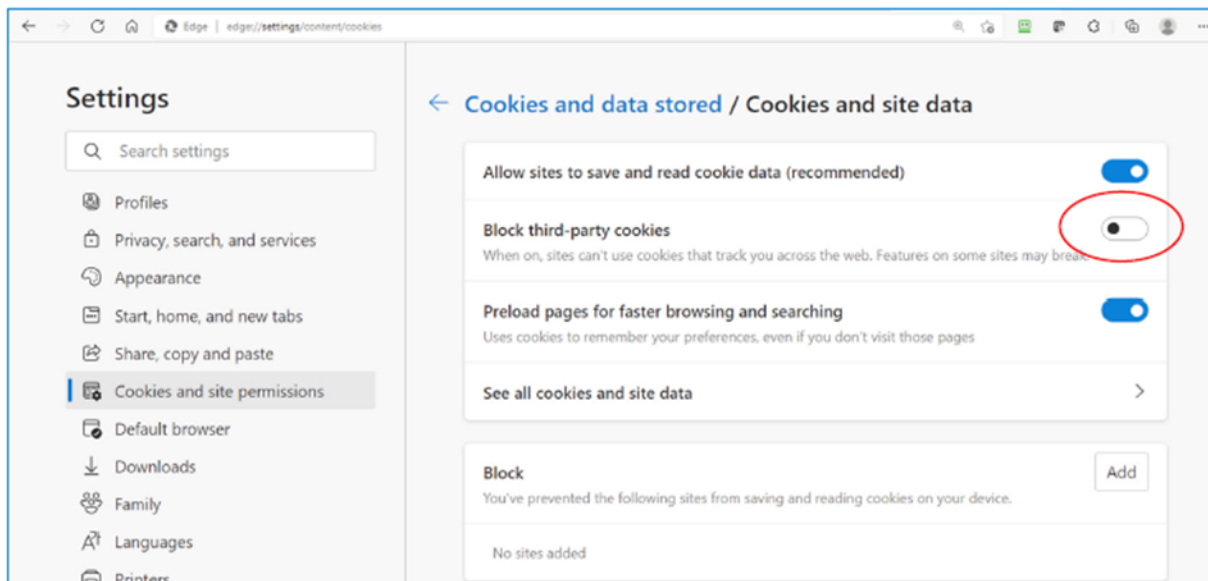 Edge | edge://settings/content/cookies
Settings
Search settings
Profiles
Privacy, search, and services
Appearance
Start, home, and new tabs
Share, copy and paste
Cookies and site permissions
Default browser
Downloads
Family
Languages
Printers
Cookies and data stored / Cookies and site data
Allow sites to save and read cookie data (recommended)
Block third-party cookies
When on, sites can't use cookies that track you across the web. Features on some sites may break.
Preload pages for faster browsing and searching
Uses cookies to remember your preferences, even if you don't visit those pages
See all cookies and site data
Block
Add
You've prevented the following sites from saving and reading cookies on your device.
No sites added